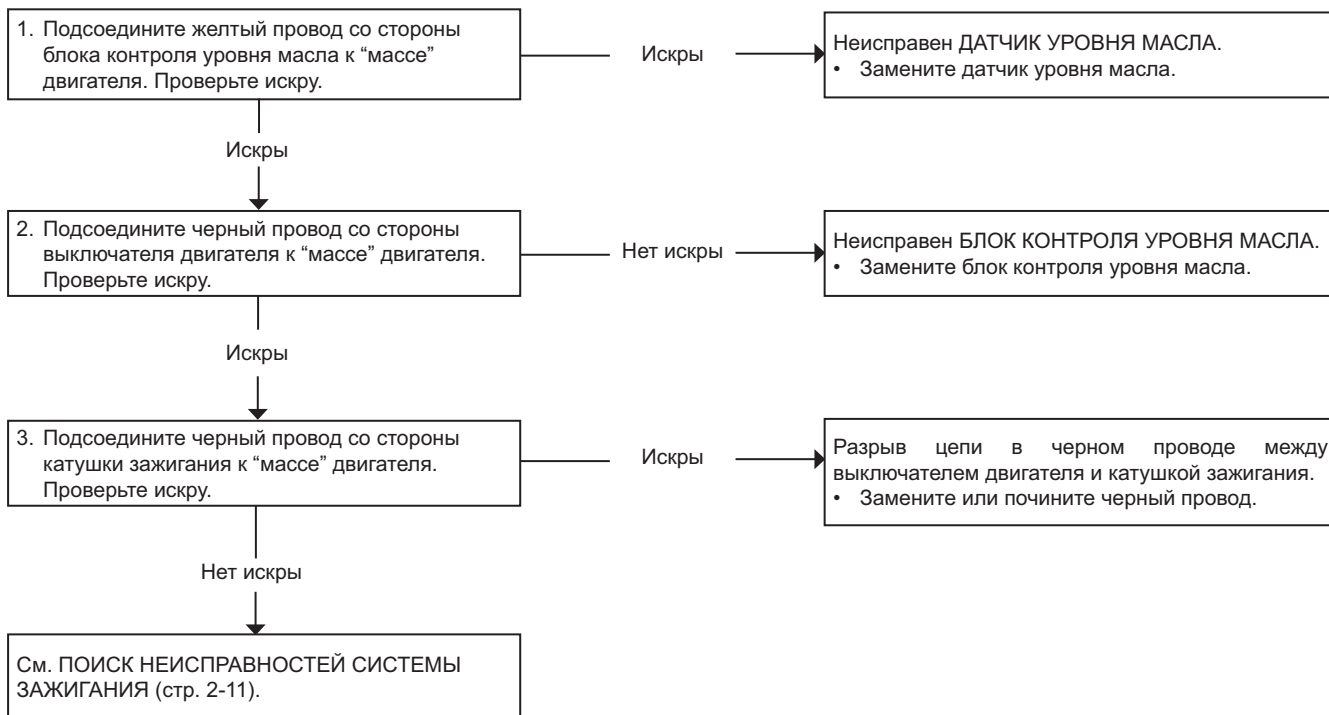 1. Подсоедините желтый провод со стороны
блока контроля уровня масла к “массе”
двигателя. Проверьте искру.
Искры
Неисправен ДАТЧИК УРОВНЯ МАСЛА.
• Замените датчик уровня масла.
Искры
2. Подсоедините черный провод со стороны
выключателя двигателя к “массе” двигателя.
Проверьте искру.
Нет искры
Неисправен БЛОК КОНТРОЛЯ УРОВНЯ МАСЛА.
• Замените блок контроля уровня масла.
Искры
3. Подсоедините черный провод со стороны
катушки зажигания к “массе” двигателя.
Проверьте искру.
Искры
Разрыв цепи в черном проводе между
выключателем двигателя и катушкой зажигания.
• Замените или почините черный провод.
Нет искры
См. ПОИСК НЕИСПРАВНОСТЕЙ СИСТЕМЫ
ЗАЖИГАНИЯ (стр. 2-11).